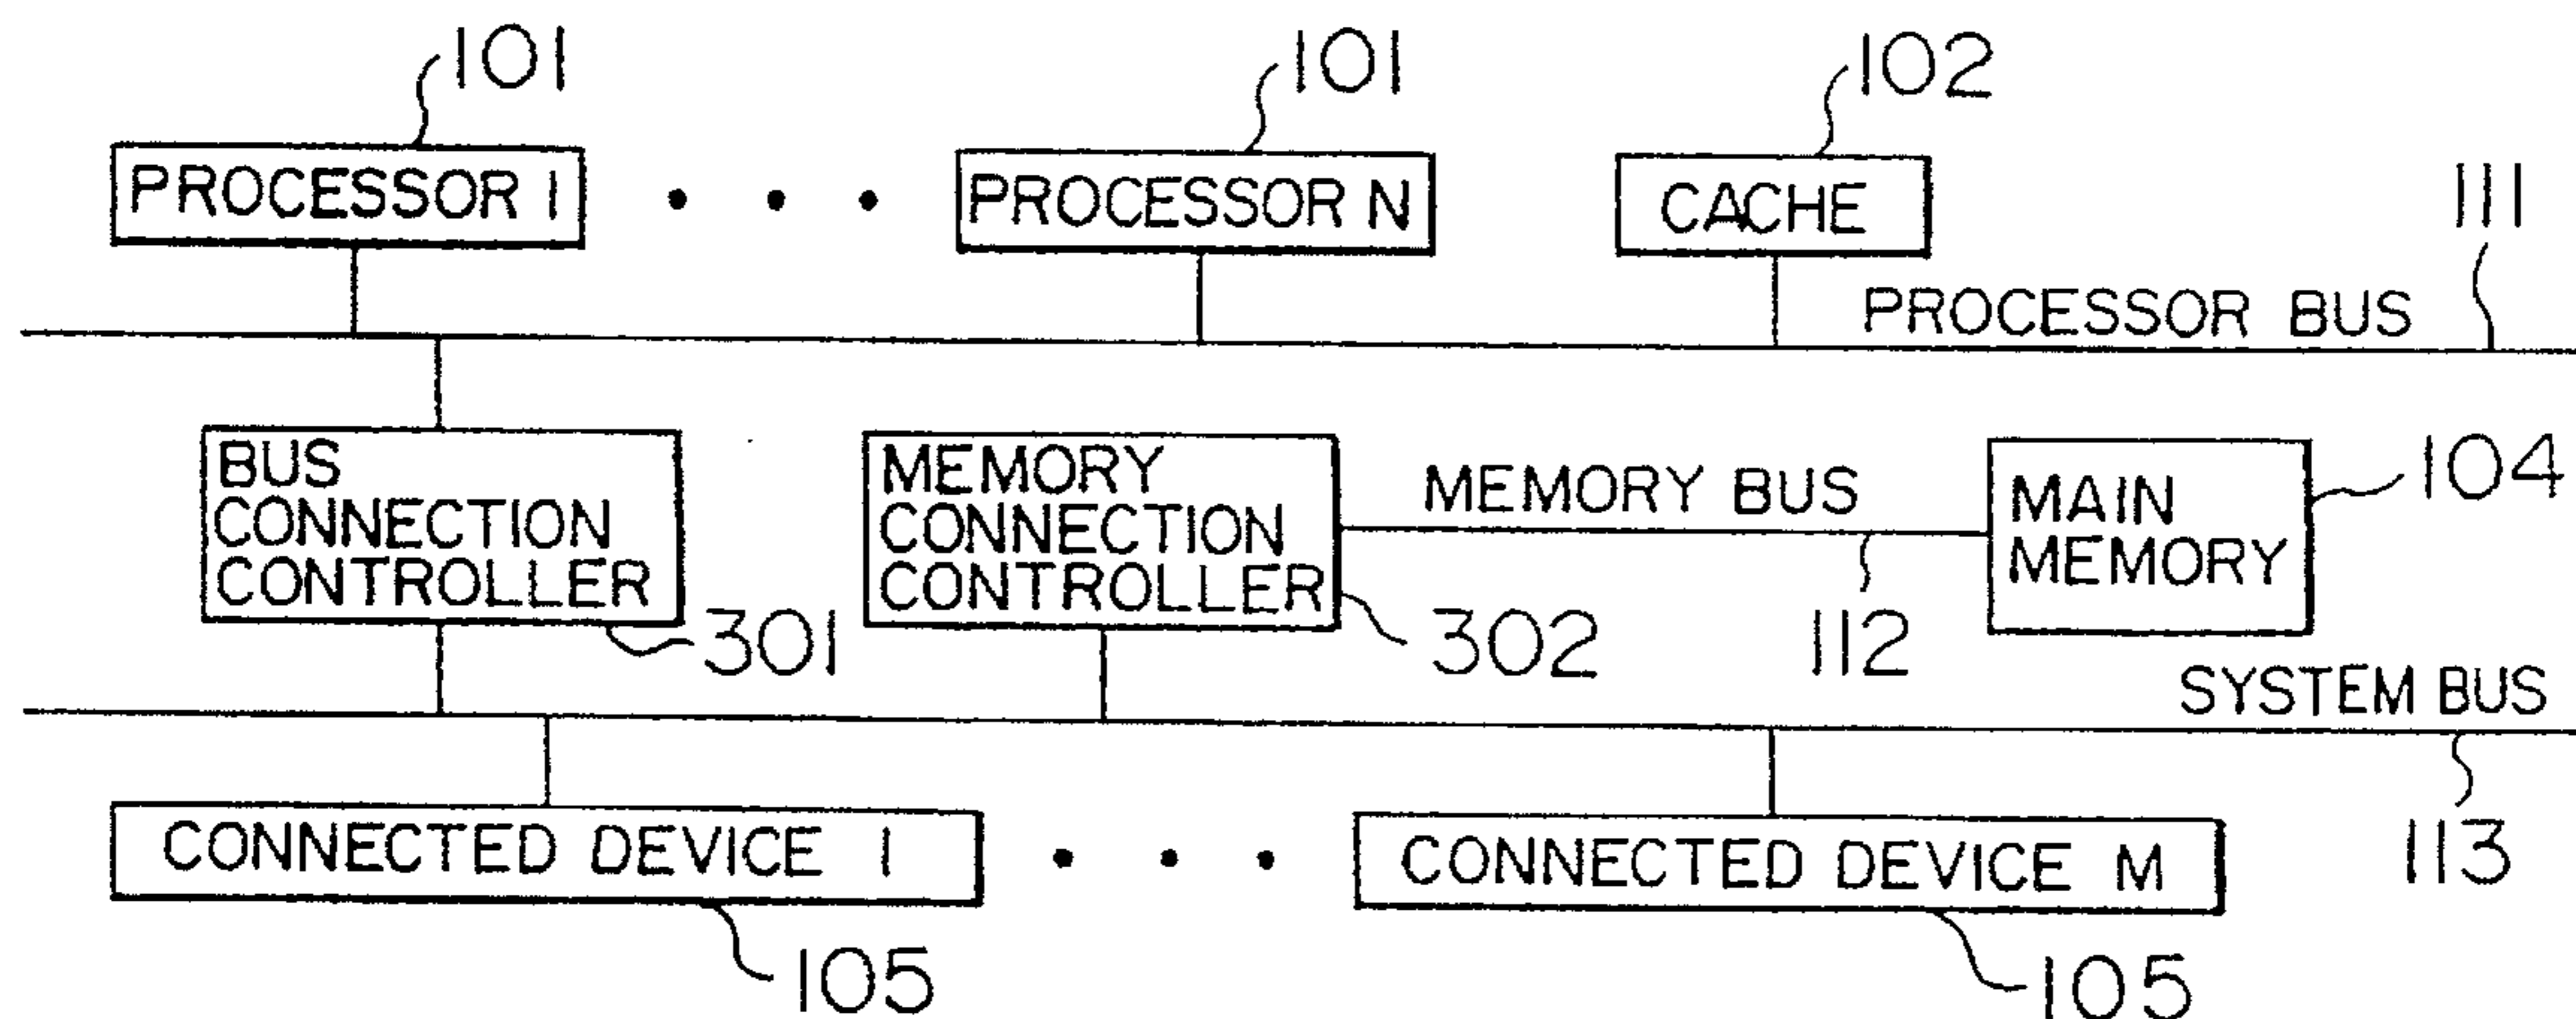 101
101
102
PROCESSOR 1
PROCESSOR N
CACHE
111
PROCESSOR BUS
BUS
CONNECTION
CONTROLLER
301
MEMORY
CONNECTION
CONTROLLER
302
MEMORY BUS
112
MAIN
MEMORY
104
SYSTEM BUS
113
CONNECTED DEVICE 1
CONNECTED DEVICE M
105
105